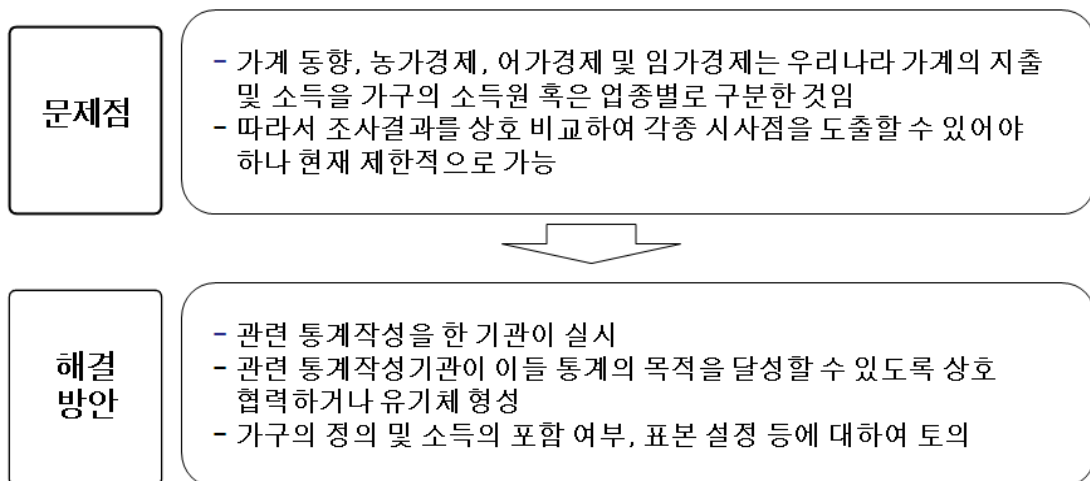 문제점
- 가계 동향, 농가경제, 어가경제 및 임가경제는 우리나라 가계의 지출
및 소득을 가구의 소득원 혹은 업종별로 구분한 것임
- 따라서 조사결과를 상호 비교하여 각종 시사점을 도출할 수 있어야
하나 현재 제한적으로 가능
해결
방안
- 관련 통계작성을 한 기관이 실시
- 관련 통계작성기관이 이들 통계의 목적을 달성할 수 있도록 상호
협력하거나 유기체 형성
- 가구의 정의 및 소득의 포함 여부, 표본 설정 등에 대하여 토의